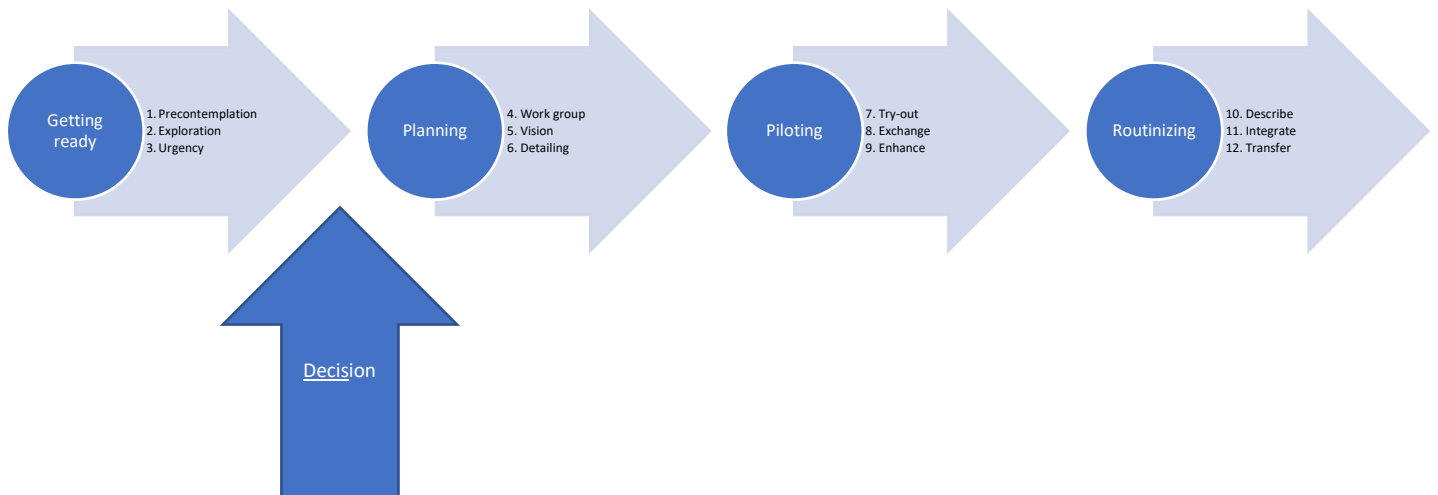 Getting
ready
1. Precontemplation
2. Exploration
3. Urgency
Planning
4. Work group
5. Vision
6. Detailing
Piloting
7. Try-out
8. Exchange
9. Enhance
Routinizing
10. Describe
11. Integrate
12. Transfer
Decision